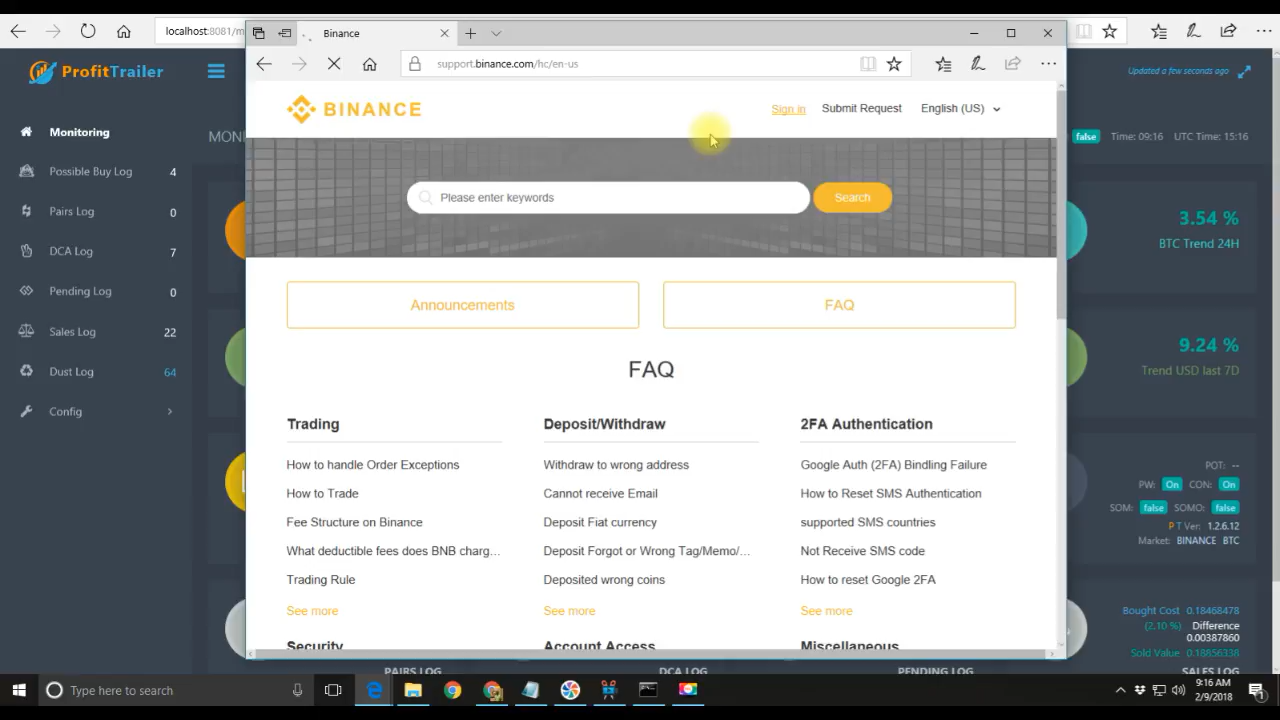 Binance
localhost:8081/m
support.binance.com/hc/en-us
ProfitTrailer
Updated a few seconds ago
BINANCE
Sign in
Submit Request
English (US)
Monitoring
MON
false
Time: 09:16
UTC Time: 15:16
Possible Buy Log 4
Pairs Log 0
DCA Log 7
Pending Log 0
Sales Log 22
Dust Log 64
Config
Please enter keywords
Search
3.54 %
BTC Trend 24H
Announcements
FAQ
9.24 %
Trend USD last 7D
FAQ
Trading
Deposit/Withdraw
2FA Authentication
How to handle Order Exceptions
Withdraw to wrong address
Google Auth (2FA) Bindling Failure
How to Trade
Cannot receive Email
How to Reset SMS Authentication
Fee Structure on Binance
Deposit Fiat currency
supported SMS countries
What deductible fees does BNB charg...
Deposit Forgot or Wrong Tag/Memo/...
Not Receive SMS code
Trading Rule
Deposited wrong coins
How to reset Google 2FA
See more
See more
See more
Security
Account Access
Miscellaneous
POT: --
PW: On CON: On
SOM: false SOMO: false
P T Ver: 1.2.6.12
Market: BINANCE BTC
Bought Cost 0.18468478
(2.10 %) Difference
0.00387860
Sold Value 0.18856338
PAIRS LOG
DCA LOG
PENDING LOG
SALES LOG
Type here to search
9:16 AM
2/9/2018